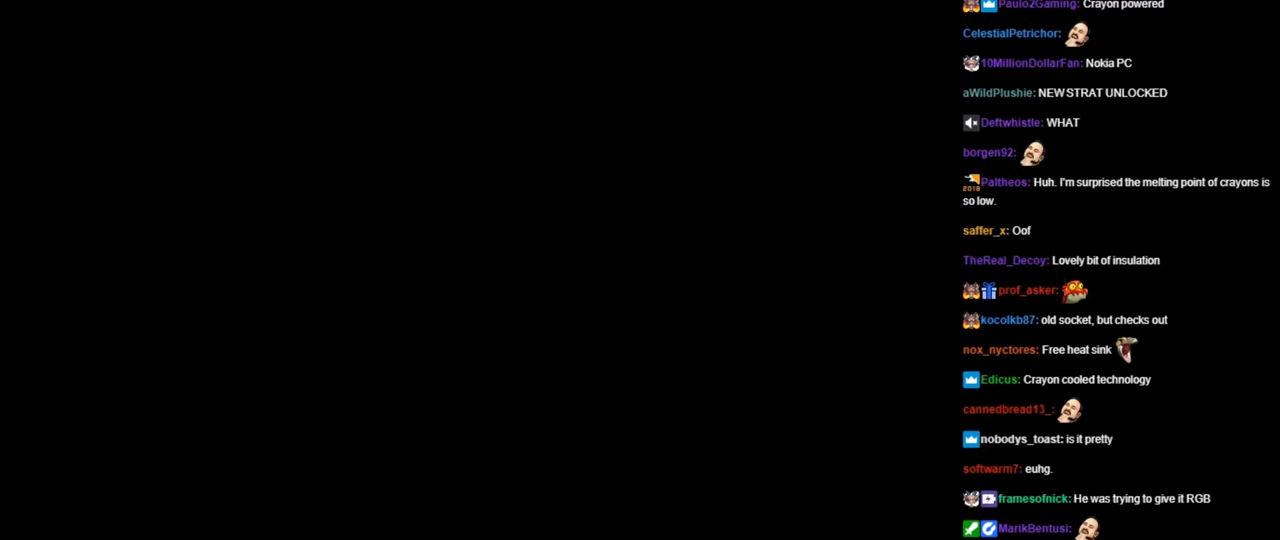 Paulo2Gaming: Crayon powered
CelestialPetrichor:
10MillionDollarFan: Nokia PC
aWildPlushie: NEW STRAT UNLOCKED
Deftwhistle: WHAT
borgen92:
2018 Paltheos: Huh. I'm surprised the melting point of crayons is
so low.
saffer_x: Oof
TheReal_Decoy: Lovely bit of insulation
prof_asker:
kocolkb87: old socket, but checks out
nox_nyctores: Free heat sink
Edicus: Crayon cooled technology
cannedbread13_:
nobodys_toast: is it pretty
softwarm7: euhg.
framesofnick: He was trying to give it RGB
MarikBentusi: